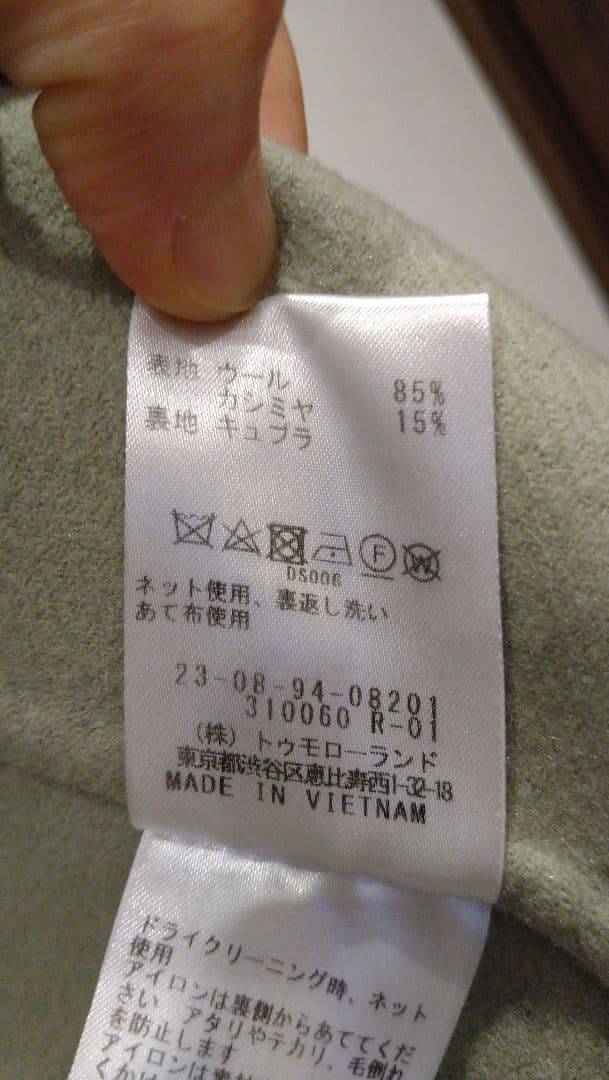 表地 ウール 85%
カシミヤ 15%
裏地 キュプラ
F W
DS006
ネット使用、裏返し洗い
あて布使用
23-08-94-08201
310060 R-01
(株) トゥモローランド
東京都渋谷区恵比寿西1-32-18
MADE IN VIETNAM
ドライクリーニング時、ネット
使用
アイロンは裏側からあててくだ
さい アタリやテカリ、毛倒れ
を防止します
アイロンは